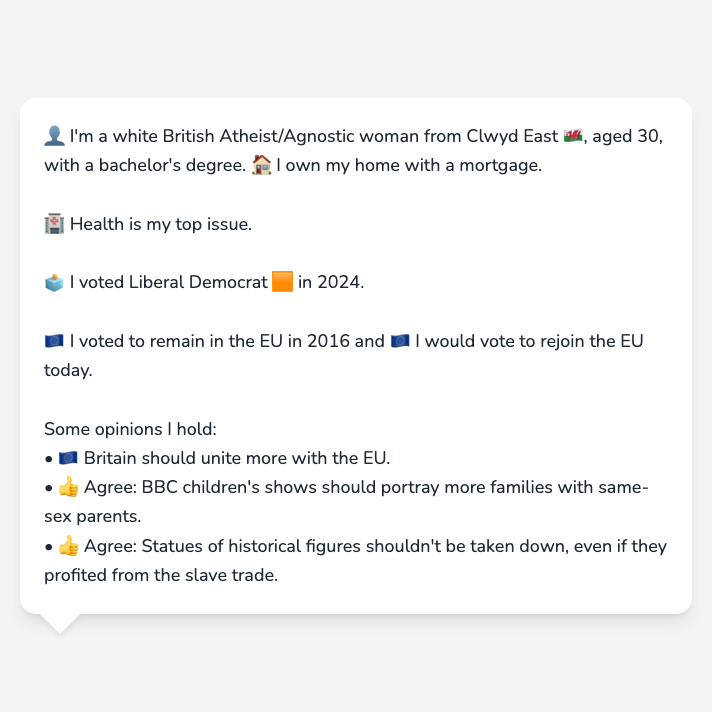 👤 I'm a white British Atheist/Agnostic woman from Clwyd East 🏴󠁧󠁢󠁷󠁬󠁳󠁿, aged 30,
with a bachelor's degree. 🏠 I own my home with a mortgage.
🏥 Health is my top issue.
🗳️ I voted Liberal Democrat 🟧 in 2024.
🇪🇺 I voted to remain in the EU in 2016 and 🇪🇺 I would vote to rejoin the EU
today.
Some opinions I hold:
• 🇪🇺 Britain should unite more with the EU.
• 👍 Agree: BBC children's shows should portray more families with same-
sex parents.
• 👍 Agree: Statues of historical figures shouldn't be taken down, even if they
profited from the slave trade.